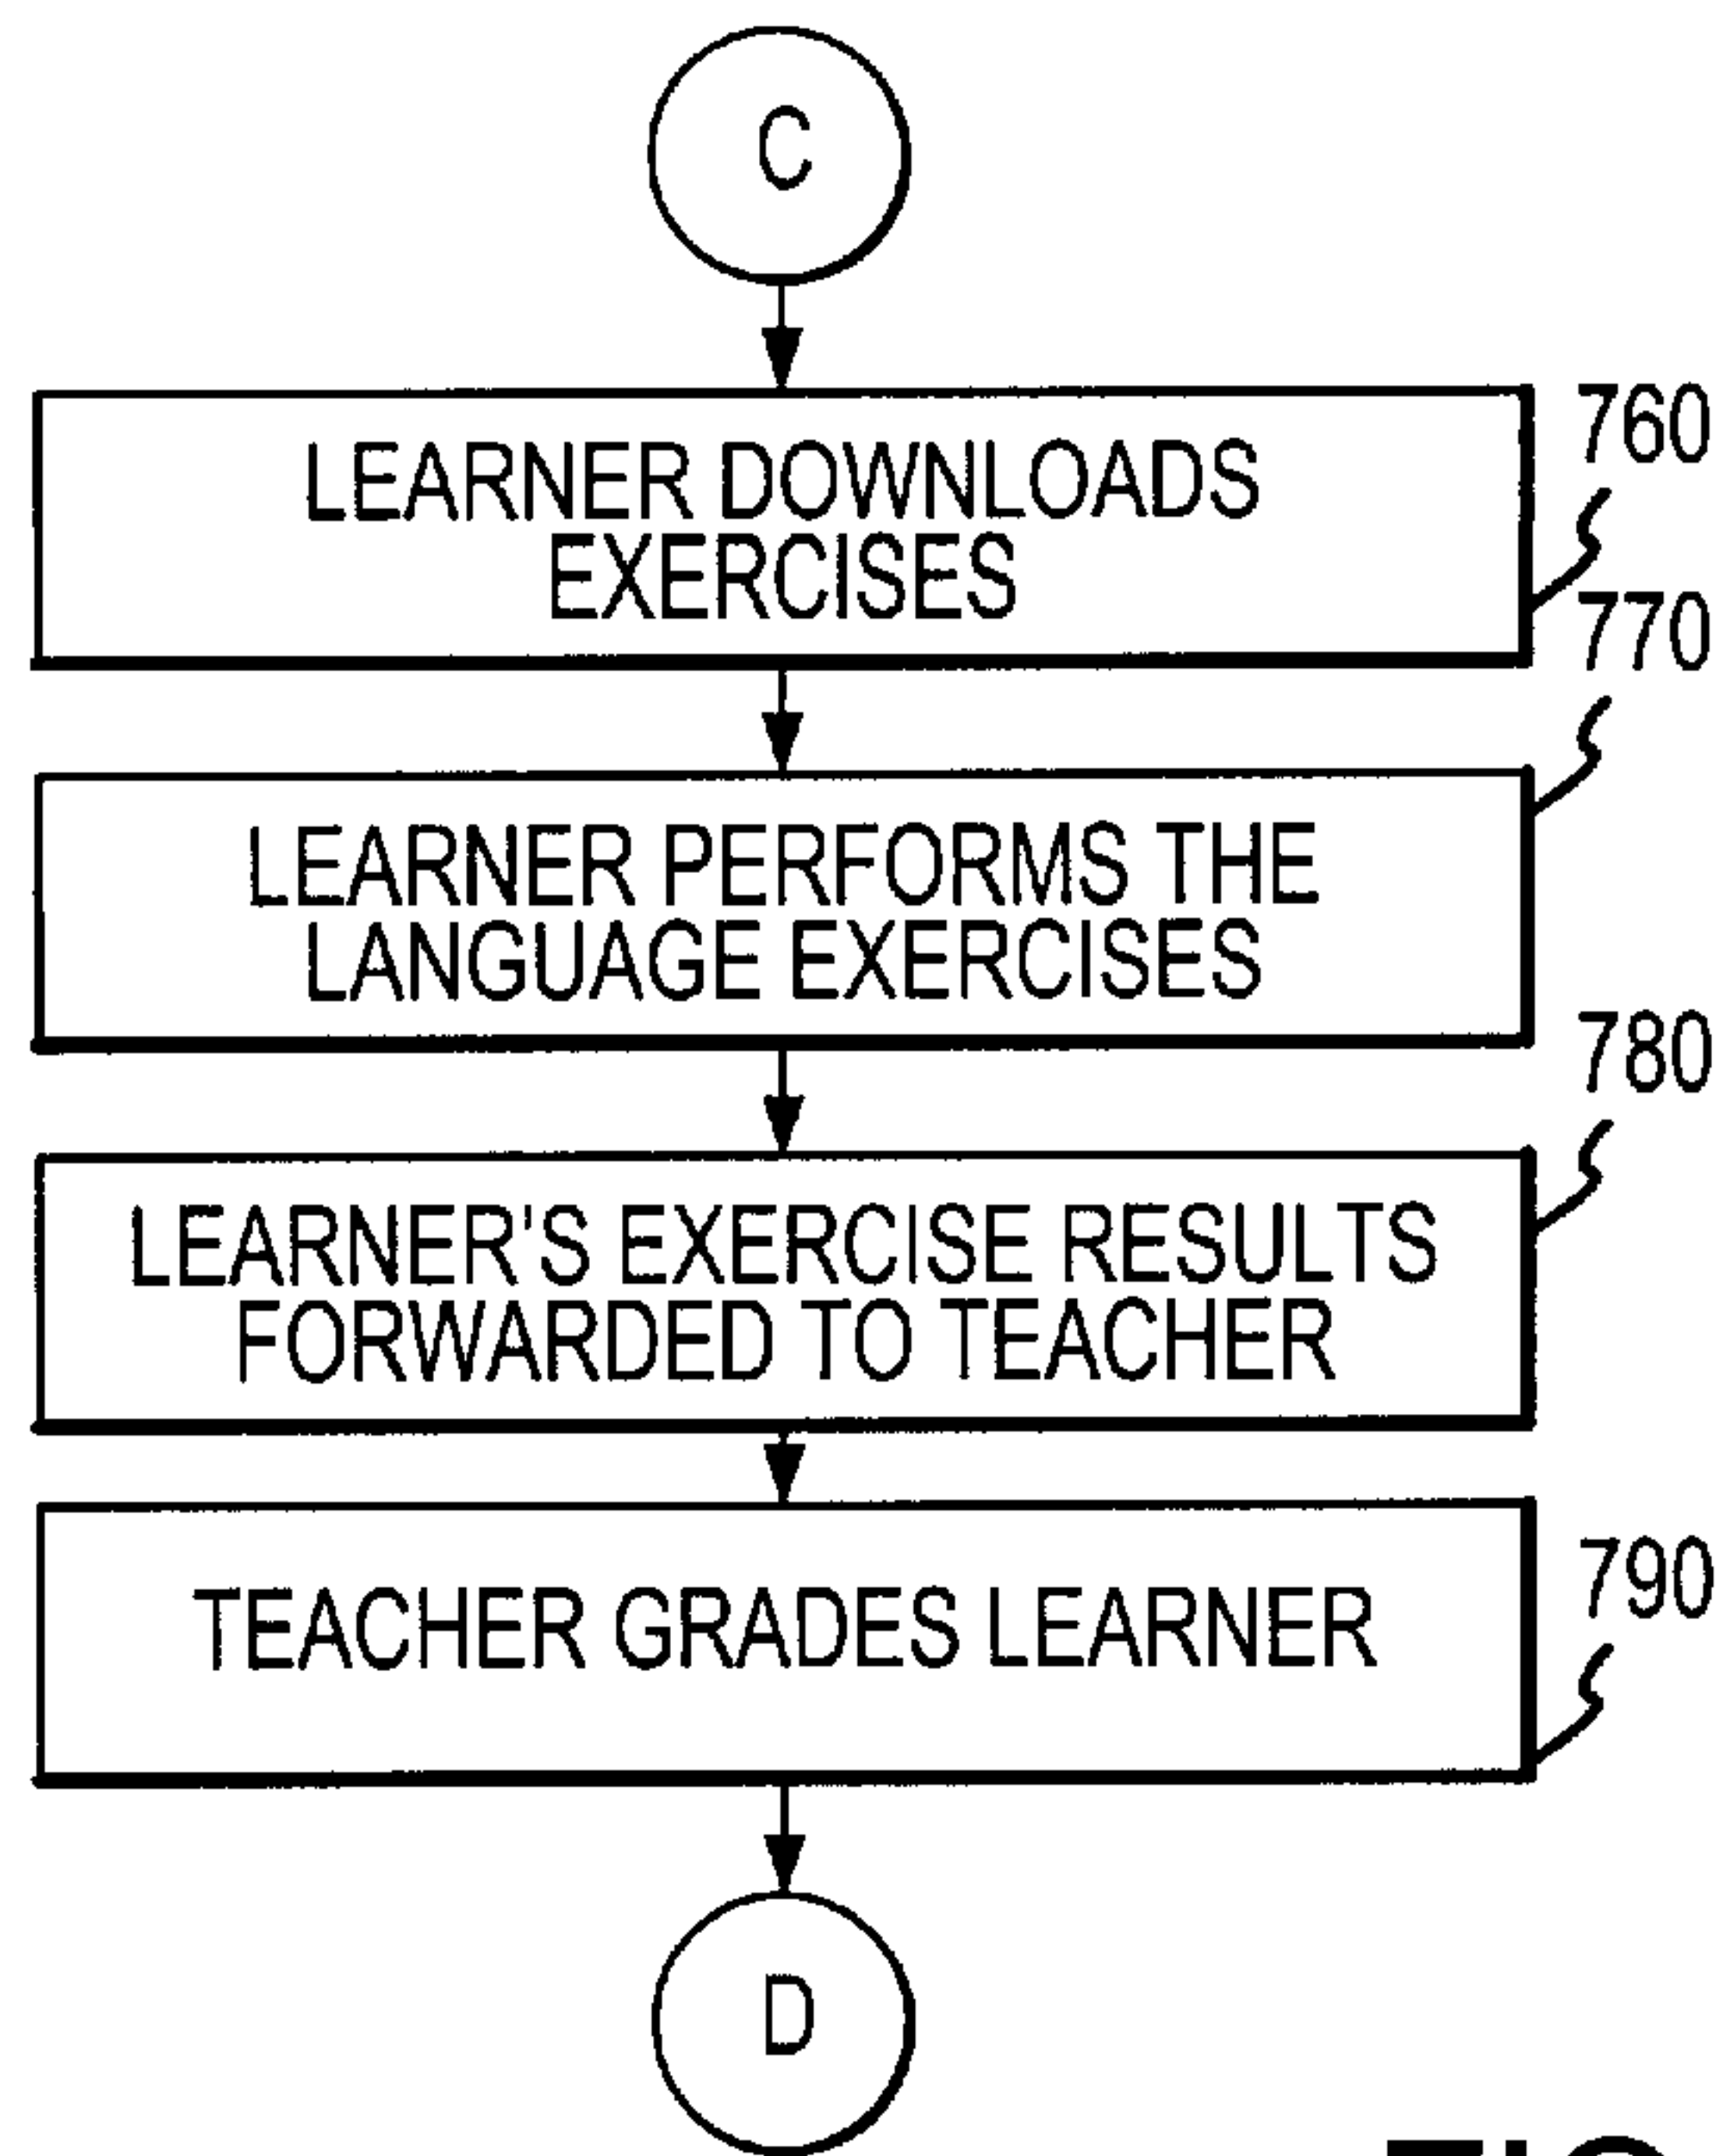 C
LEARNER DOWNLOADS
EXERCISES
760
770
LEARNER PERFORMS THE
LANGUAGE EXERCISES
780
LEARNER'S EXERCISE RESULTS
FORWARDED TO TEACHER
TEACHER GRADES LEARNER
790
D